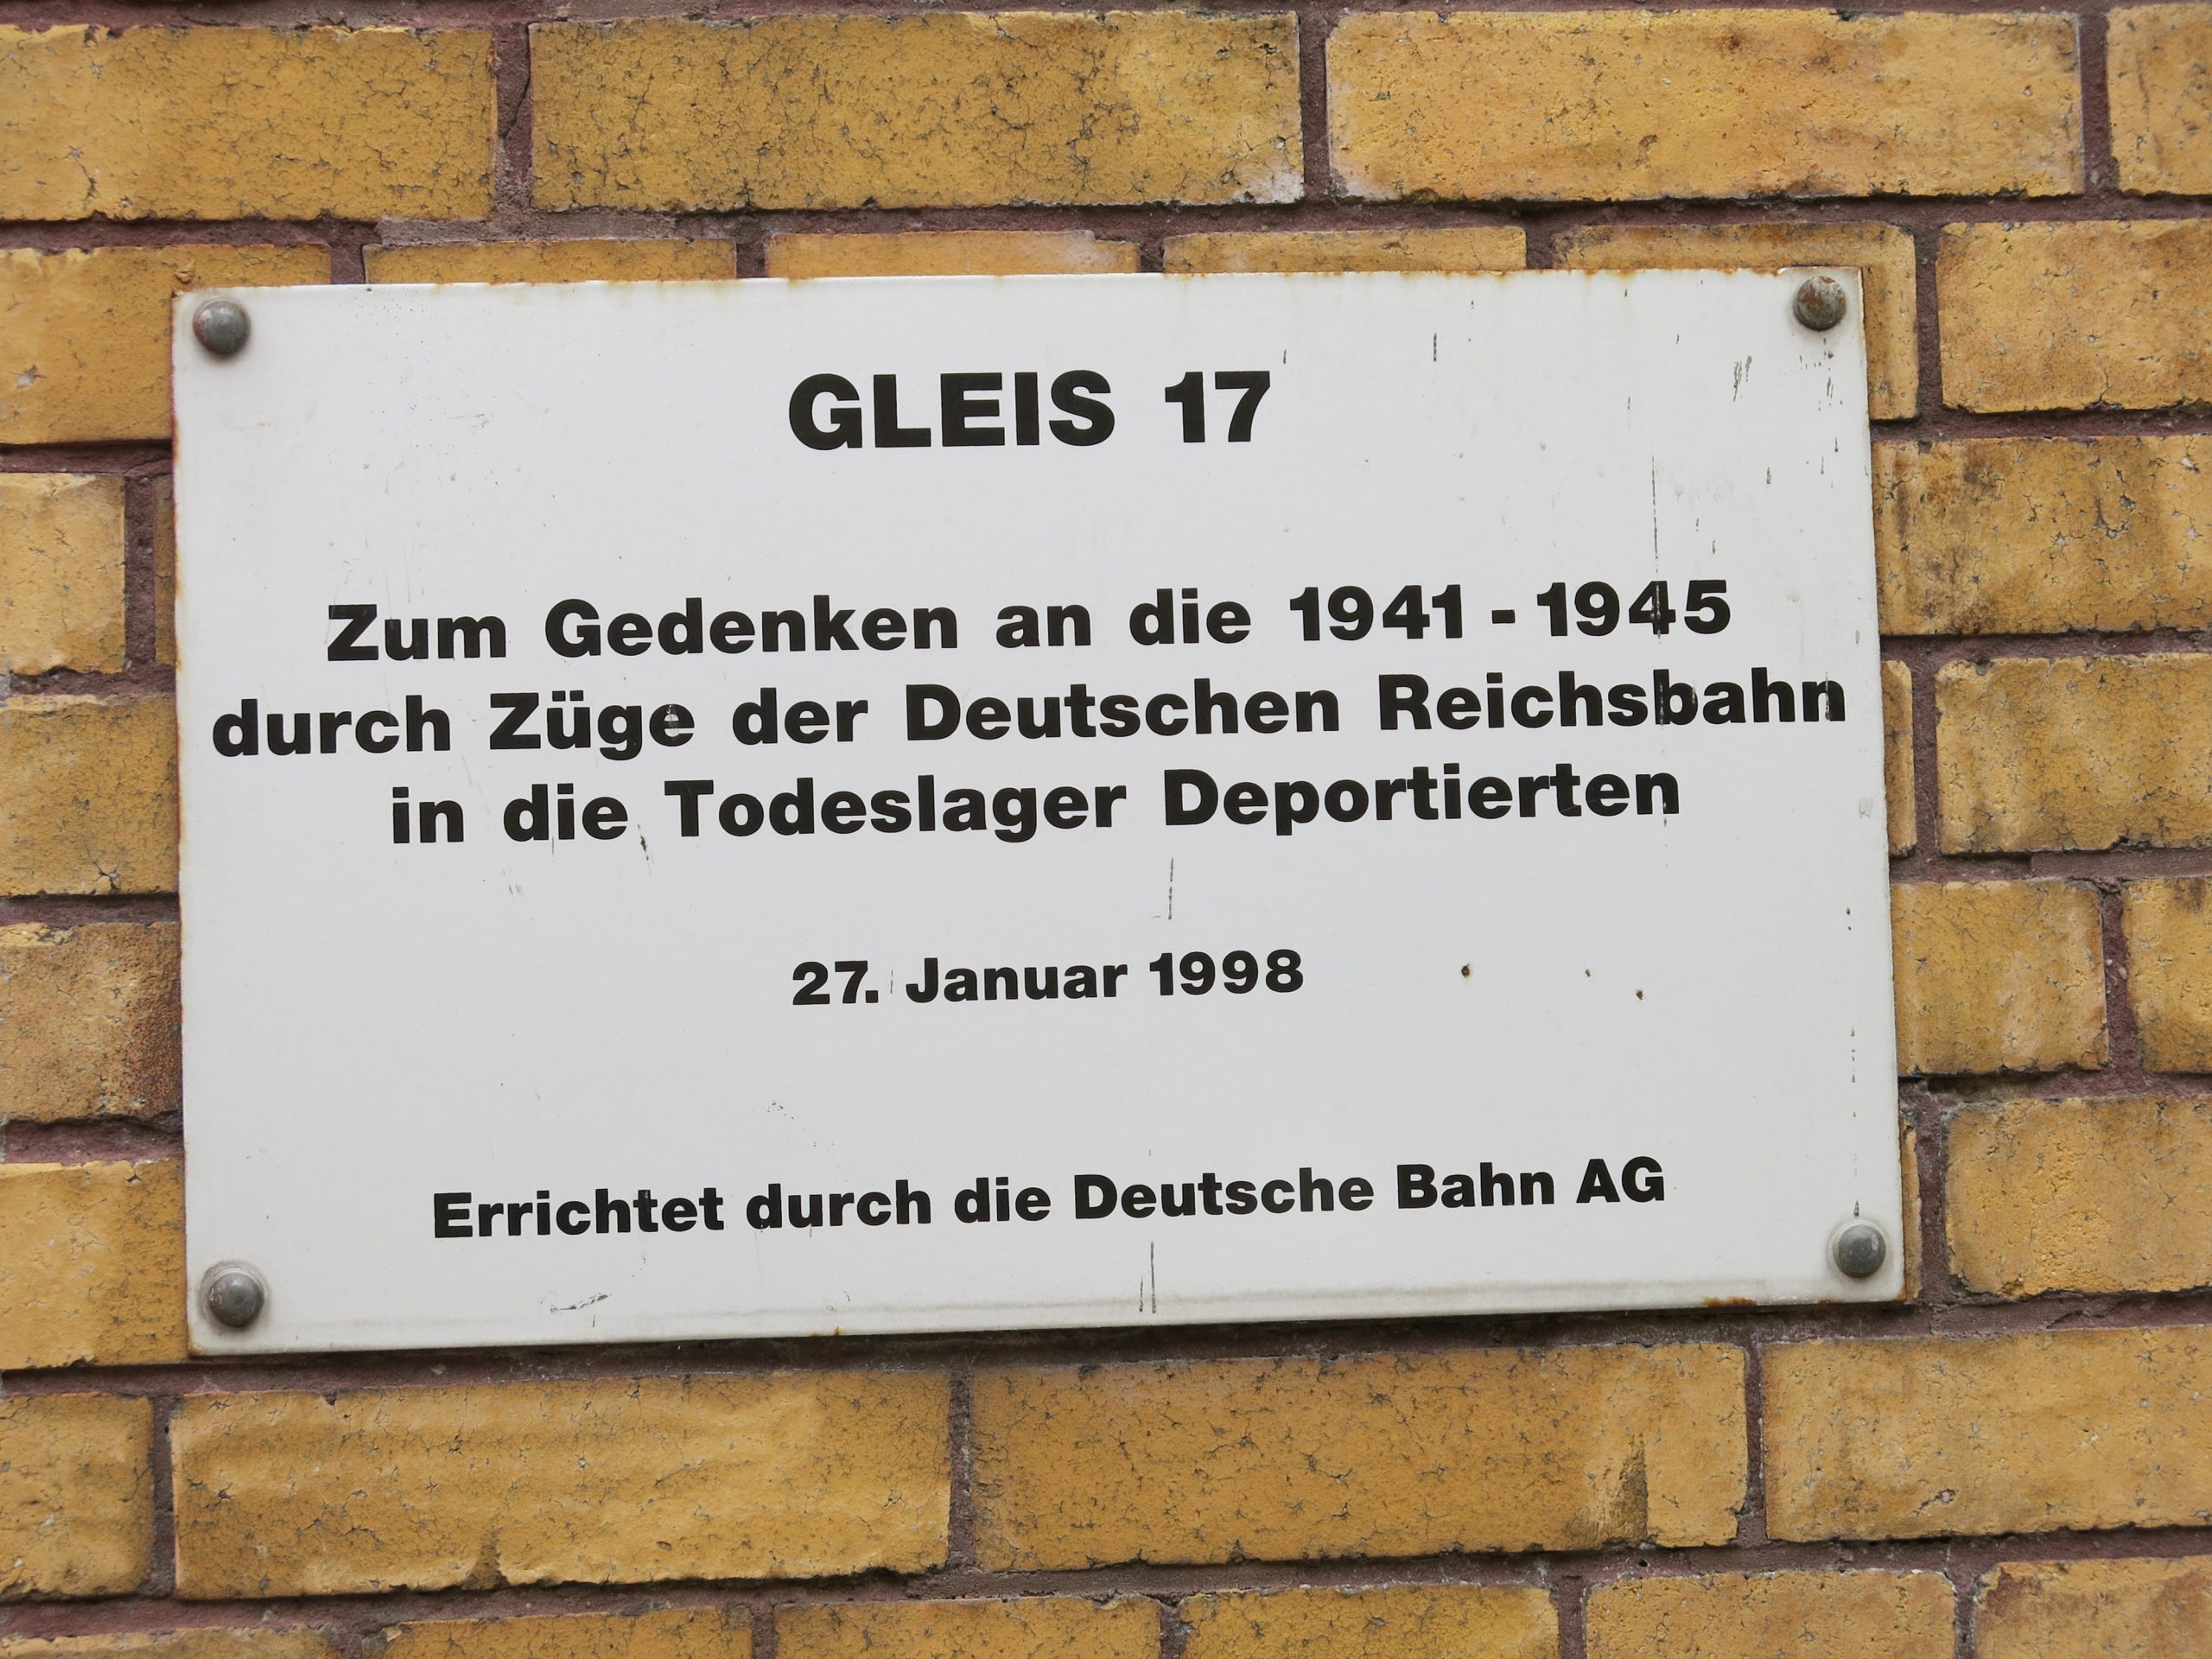 GLEIS 17
Zum Gedenken an die 1941 - 1945
durch Züge der Deutschen Reichsbahn
in die Todeslager Deportierten
27. Januar 1998
Errichtet durch die Deutsche Bahn AG